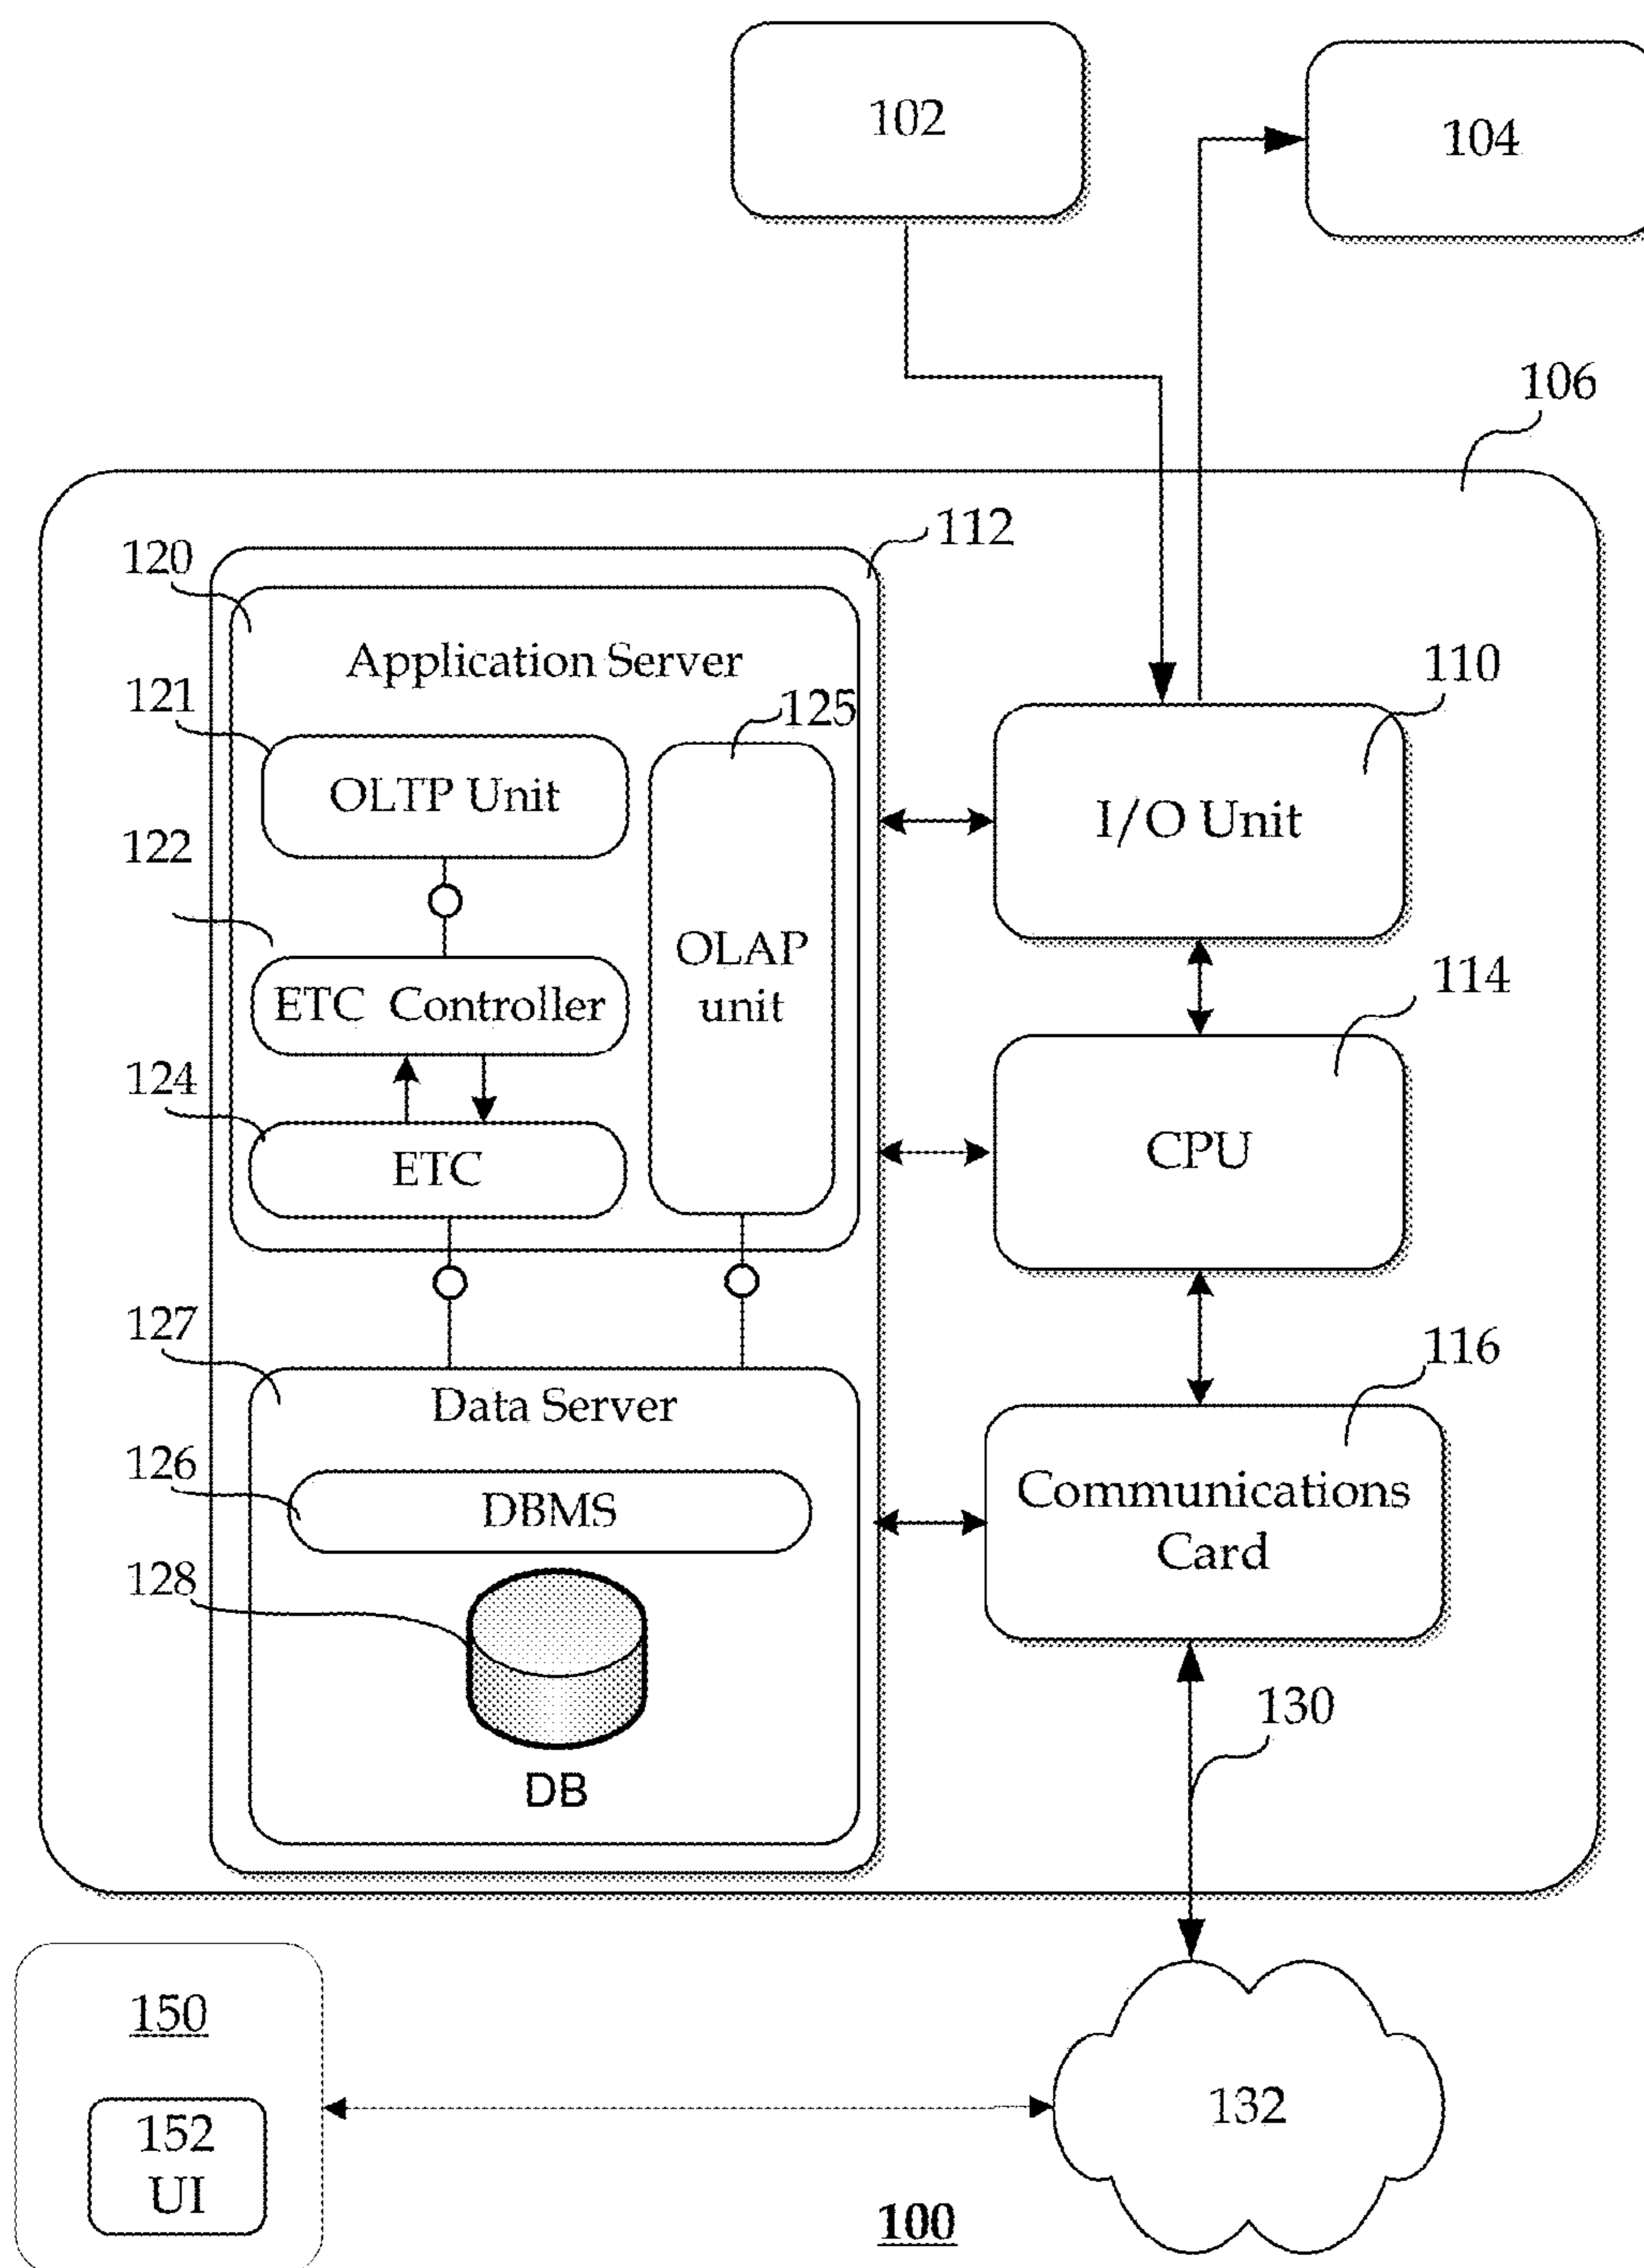 102
104
106
112
120
Application Server
110
121
125
OLTP Unit
I/O Unit
122
OLAP
unit
ETC Controller
114
124
ETC
CPU
127
116
Data Server
126
DBMS
Communications
Card
128
130
DB
150
132
152
UI
100